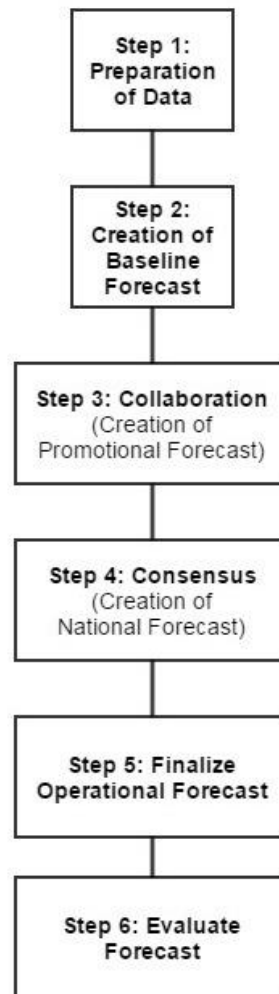 Step 1:
Preparation
of Data
Step 2:
Creation of
Baseline
Forecast
Step 3: Collaboration
(Creation of
Promotional Forecast)
Step 4: Consensus
(Creation of
National Forecast)
Step 5: Finalize
Operational Forecast
Step 6: Evaluate
Forecast